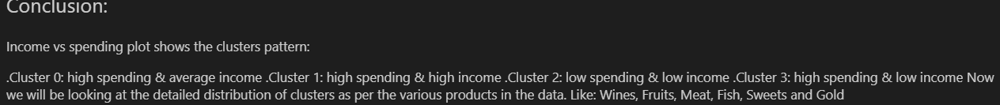 Conclusion:
Income vs spending plot shows the clusters pattern:
.Cluster 0: high spending & average income .Cluster 1: high spending & high income .Cluster 2: low spending & low income .Cluster 3: high spending & low income Now
we will be looking at the detailed distribution of clusters as per the various products in the data. Like: Wines, Fruits, Meat, Fish, Sweets and Gold